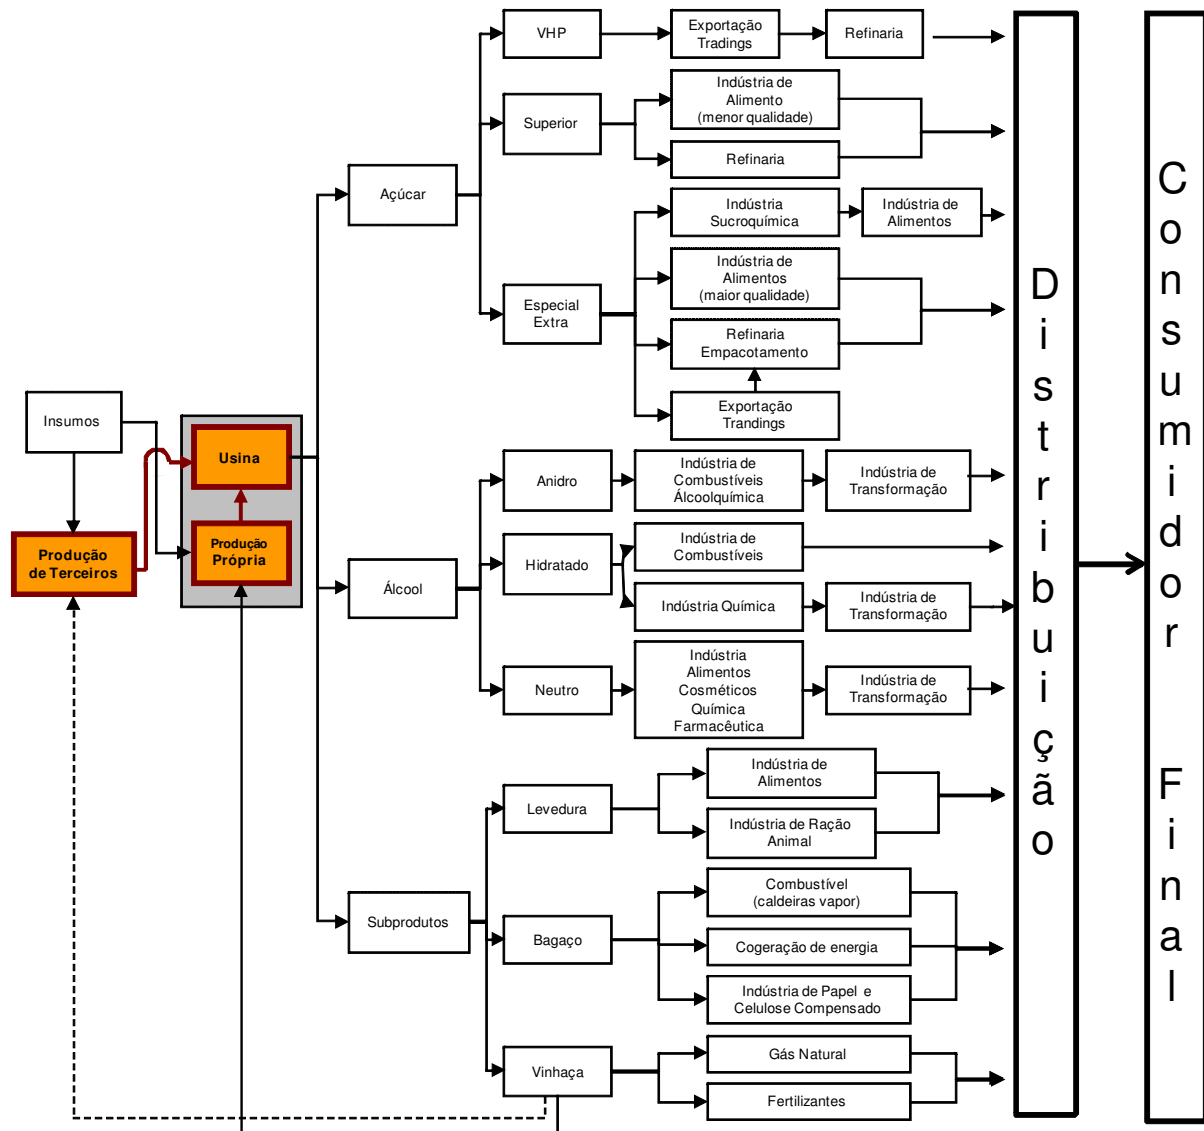 VHP
Exportação
Tradings
Refinaria
Superior
Indústria de
Alimento
(menor qualidade)
Refinaria
Açúcar
Indústria
Sucroquímica
Indústria de
Alimentos
Indústria de
Alimentos
(maior qualidade)
Especial
Extra
Refinaria
Empacotamento
Exportação
Trandings
Insumos
Usina
Produção
Própria
Produção
de Terceiros
Anidro
Indústria de
Combustíveis
Álcoolquímica
Indústria de
Transformação
Álcool
Hidratado
Indústria de
Combustíveis
Indústria Química
Indústria de
Transformação
Neutro
Indústria
Alimentos
Cosméticos
Química
Farmacêutica
Indústria de
Transformação
Subprodutos
Levedura
Indústria de
Alimentos
Indústria de Ração
Animal
Bagaço
Combustível
(caldeiras vapor)
Cogeração de energia
Indústria de Papel e
Celulose Compensado
Vinhaça
Gás Natural
Fertilizantes
Distribuição
Consumidor Final